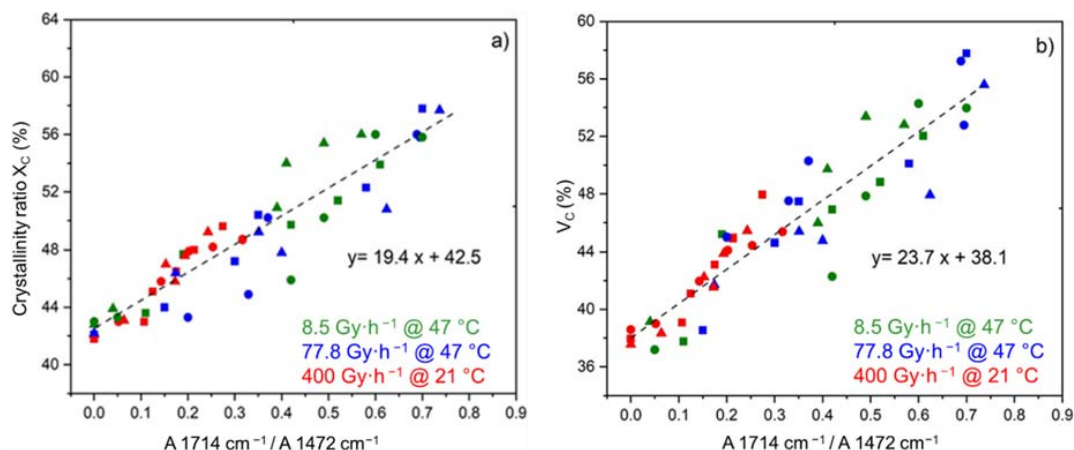 a)
64
60
56
52
48
44
40
Crystallinity ratio X_C (%)
y= 19.4 x + 42.5
8.5 Gy·h⁻¹ @ 47 °C
77.8 Gy·h⁻¹ @ 47 °C
400 Gy·h⁻¹ @ 21 °C
0.0 0.1 0.2 0.3 0.4 0.5 0.6 0.7 0.8 0.9
A 1714 cm⁻¹ / A 1472 cm⁻¹
b)
60
56
52
48
44
40
36
V_C (%)
y= 23.7 x + 38.1
8.5 Gy·h⁻¹ @ 47 °C
77.8 Gy·h⁻¹ @ 47 °C
400 Gy·h⁻¹ @ 21 °C
0.0 0.1 0.2 0.3 0.4 0.5 0.6 0.7 0.8 0.9
A 1714 cm⁻¹ / A 1472 cm⁻¹